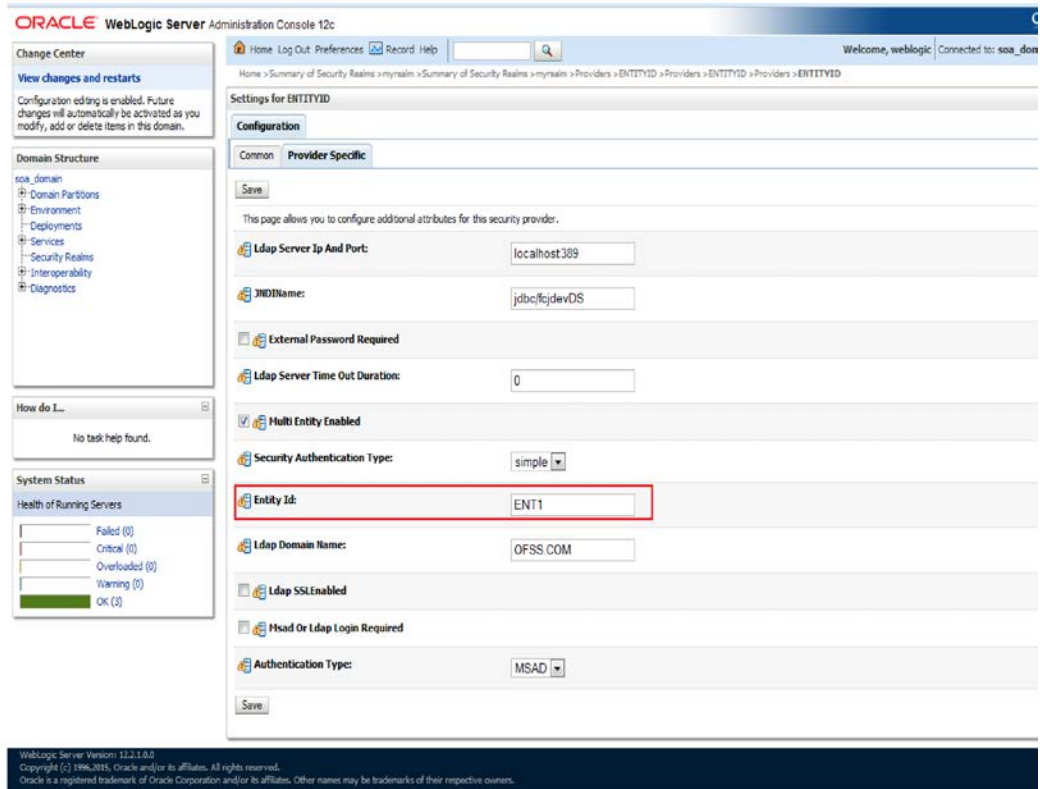 ORACLE WebLogic Server Administration Console 12c
Change Center
View changes and restarts
Configuration editing is enabled. Future
changes will automatically be activated as you
modify, add or delete items in this domain.
Domain Structure
soa_domain
Domain Partitions
Environment
Deployments
Services
Security Realms
Interoperability
Diagnostics
How do I...
No task help found.
System Status
Health of Running Servers
Failed (0)
Critical (0)
Overloaded (0)
Warning (0)
OK (3)
Home Log Out Preferences Record Help
Welcome, weblogic Connected to: soa_dom
Home >Summary of Security Realms >myrealm >Summary of Security Realms >myrealm >Providers >ENTITYID >Providers >ENTITYID >Providers >ENTITYID
Settings for ENTITYID
Configuration
Common Provider Specific
Save
This page allows you to configure additional attributes for this security provider.
Ldap Server Ip And Port: localhost:389
JNDIName: jdbc/fcjdevDS
External Password Required
Ldap Server Time Out Duration: 0
Multi Entity Enabled
Security Authentication Type: simple
Entity Id: ENT1
Ldap Domain Name: OFSS.COM
Ldap SSLEnabled
Msad Or Ldap Login Required
Authentication Type: MSAD
Save
WebLogic Server Version: 12.2.1.0.0
Copyright (c) 1996,2015, Oracle and/or its affiliates. All rights reserved.
Oracle is a registered trademark of Oracle Corporation and/or its affiliates. Other names may be trademarks of their respective owners.